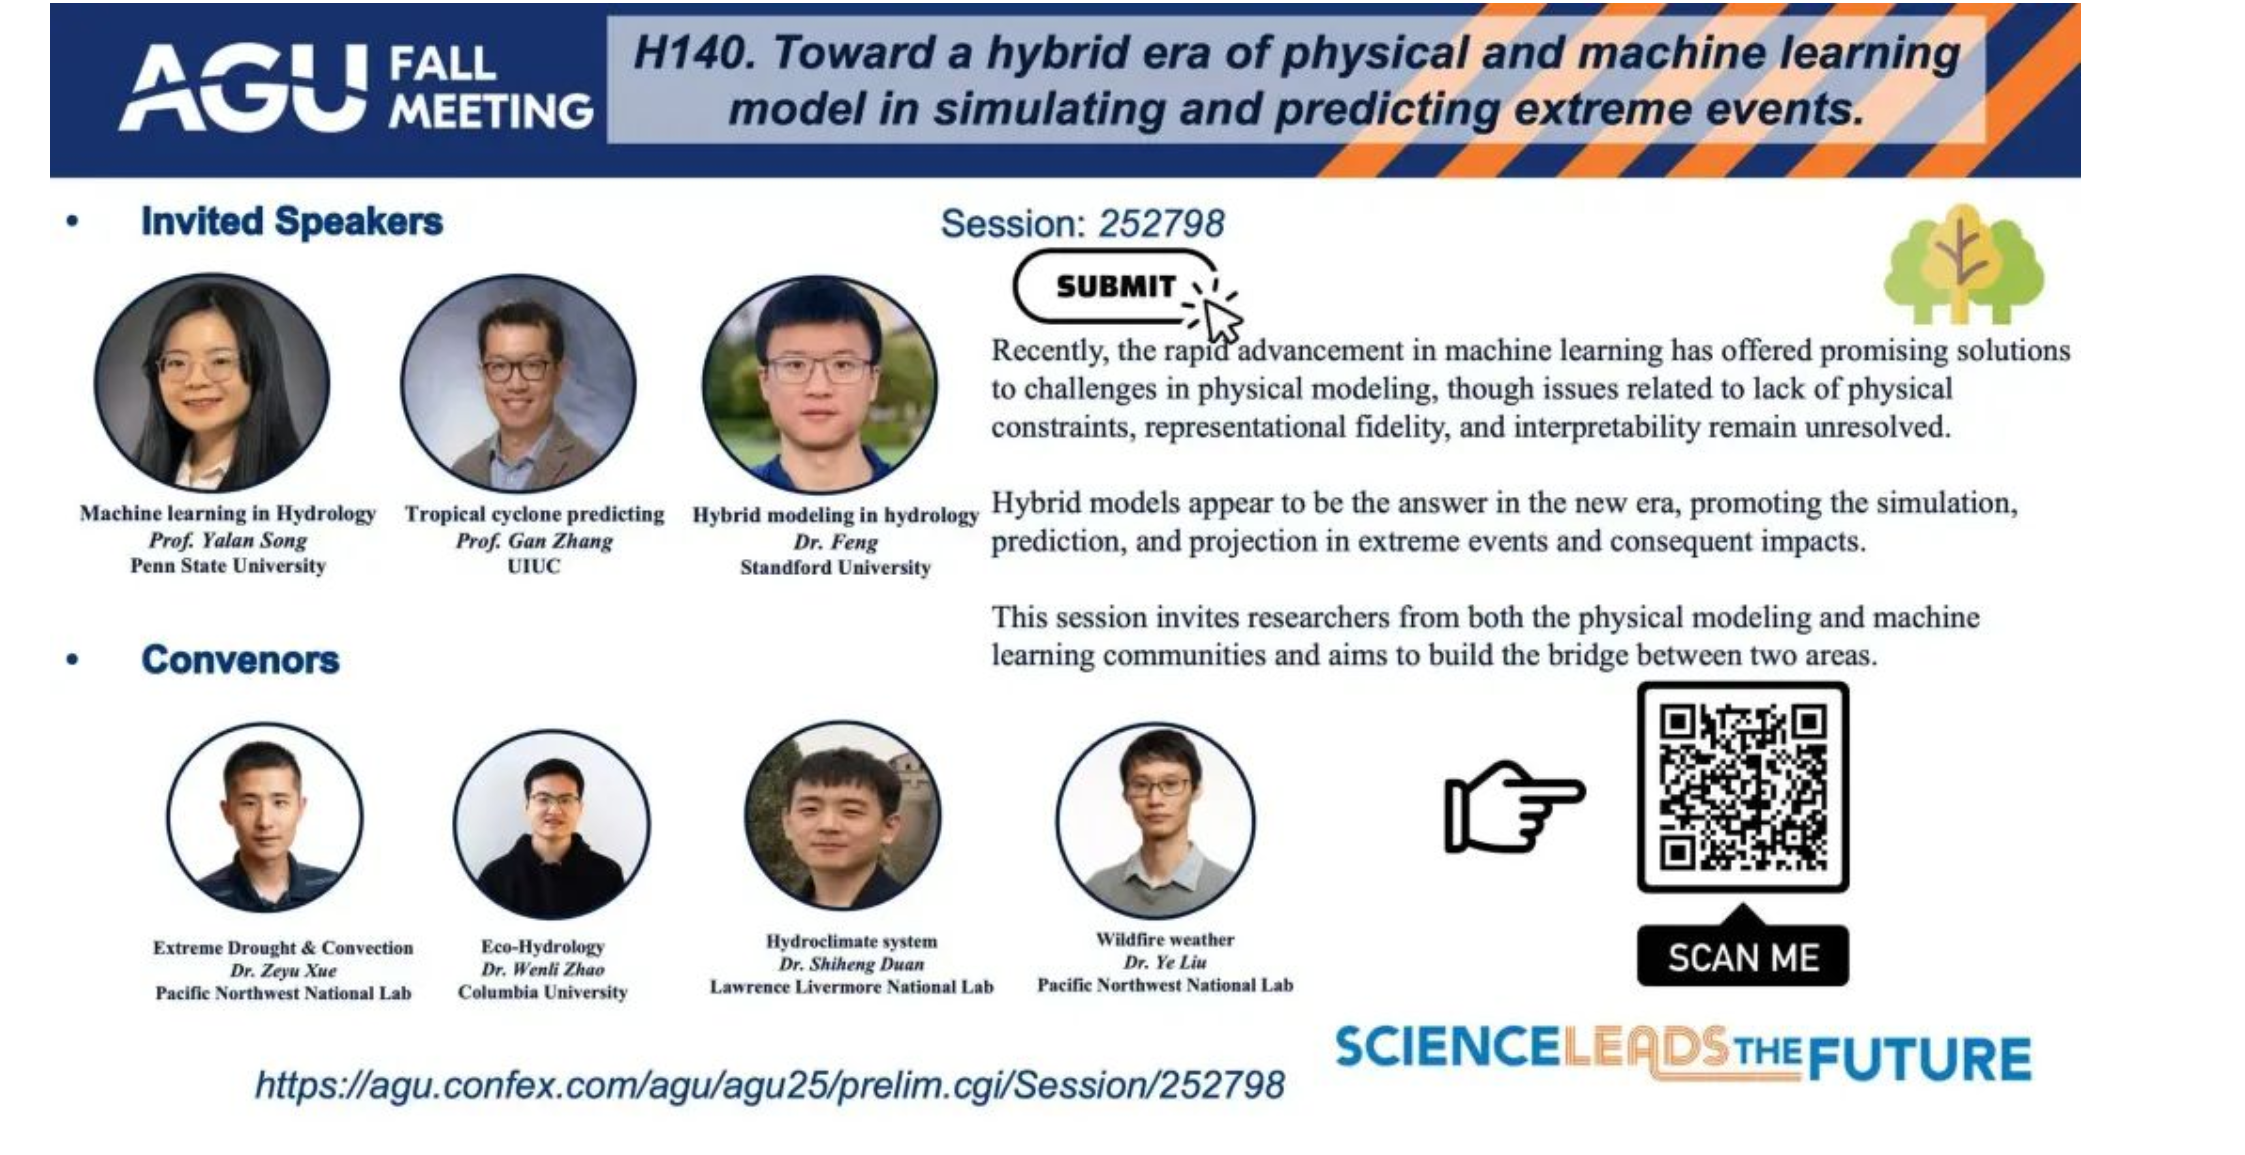 AGU FALL MEETING
H140. Toward a hybrid era of physical and machine learning
model in simulating and predicting extreme events.
• Invited Speakers
Machine learning in Hydrology
Prof. Yalan Song
Penn State University
Tropical cyclone predicting
Prof. Gan Zhang
UIUC
Hybrid modeling in hydrology
Dr. Feng
Standford University
Session: 252798
SUBMIT
Recently, the rapid advancement in machine learning has offered promising solutions
to challenges in physical modeling, though issues related to lack of physical
constraints, representational fidelity, and interpretability remain unresolved.
Hybrid models appear to be the answer in the new era, promoting the simulation,
prediction, and projection in extreme events and consequent impacts.
This session invites researchers from both the physical modeling and machine
learning communities and aims to build the bridge between two areas.
• Convenors
Extreme Drought & Convection
Dr. Zeyu Xue
Pacific Northwest National Lab
Eco-Hydrology
Dr. Wenli Zhao
Columbia University
Hydroclimate system
Dr. Shiheng Duan
Lawrence Livermore National Lab
Wildfire weather
Dr. Ye Liu
Pacific Northwest National Lab
SCAN ME
SCIENCE LEADS THE FUTURE
https://agu.confex.com/agu/agu25/prelim.cgi/Session/252798